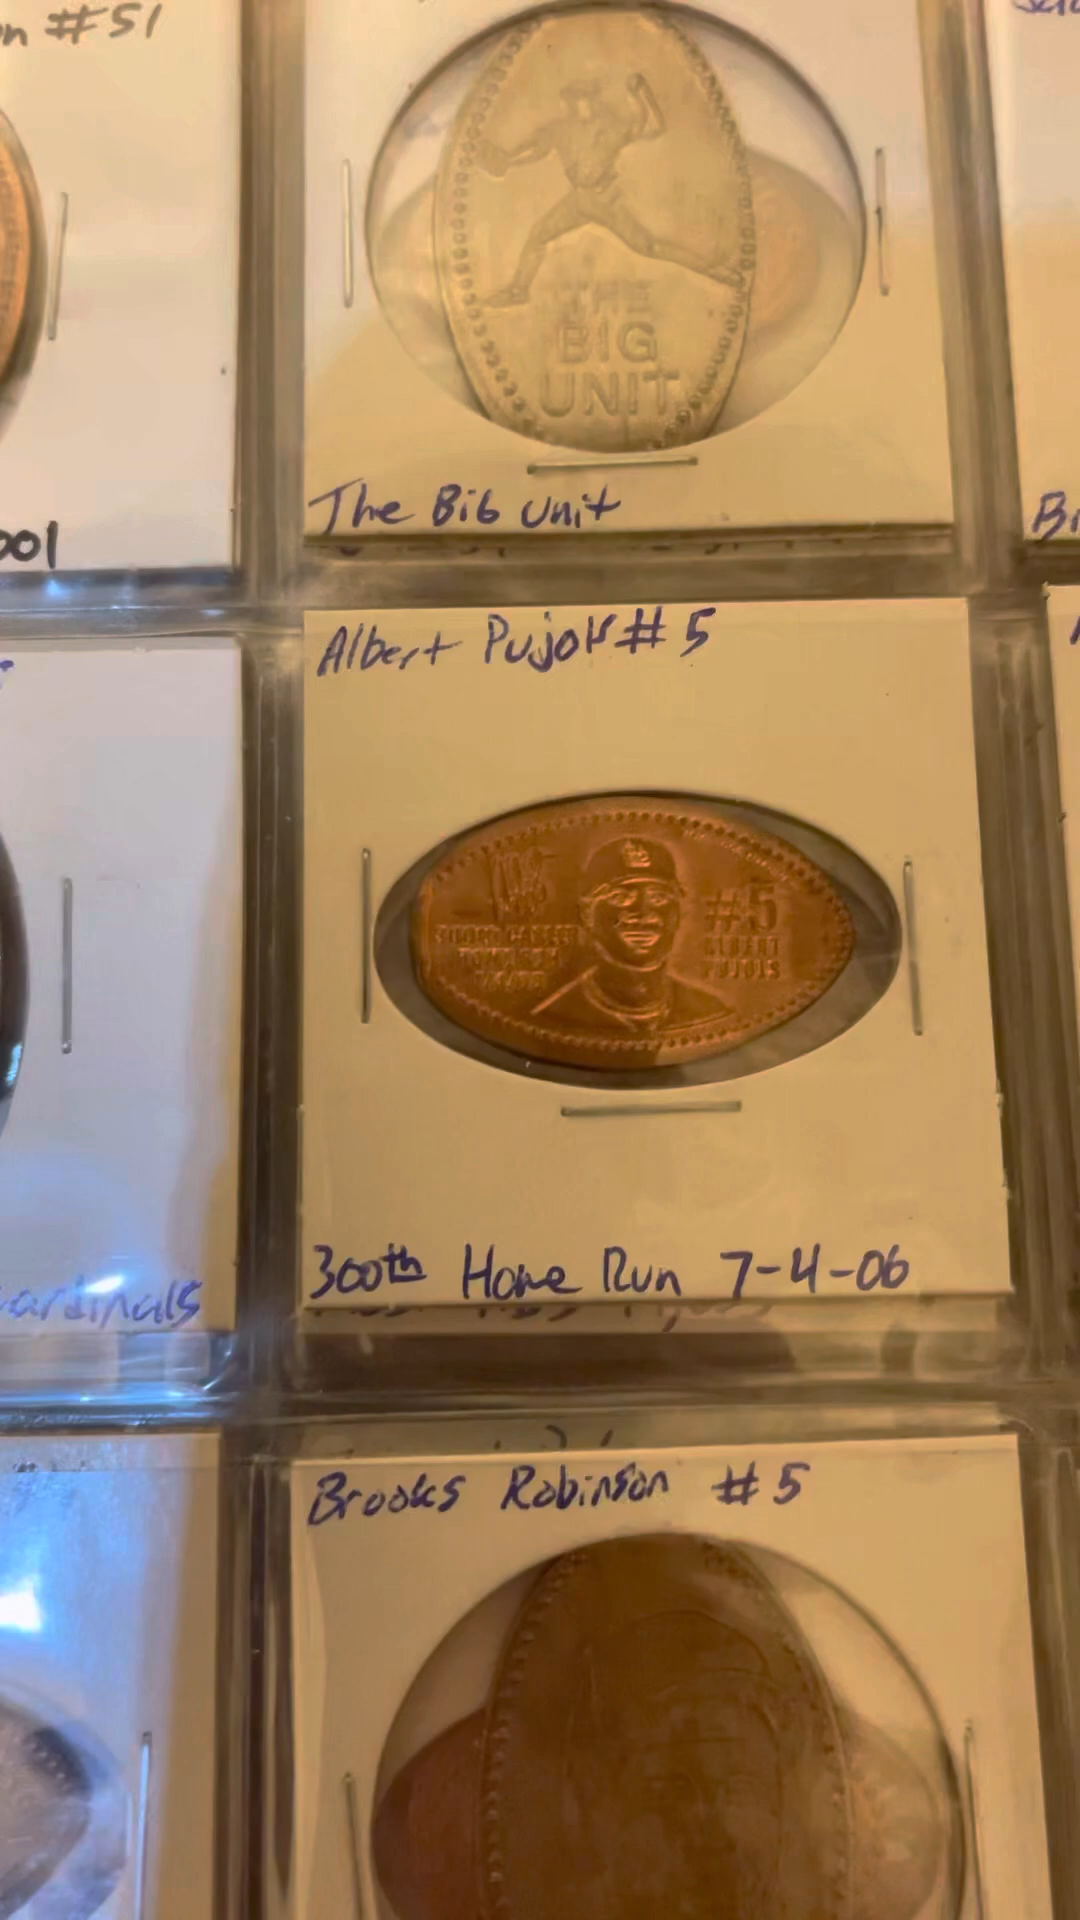 #51
THE
BIG
UNIT
The Big Unit
001
Albert Pujols #5
#5
ALBERT
PUJOLS
300th Home Run 7-4-06
ardinals
Brooks Robinson #5